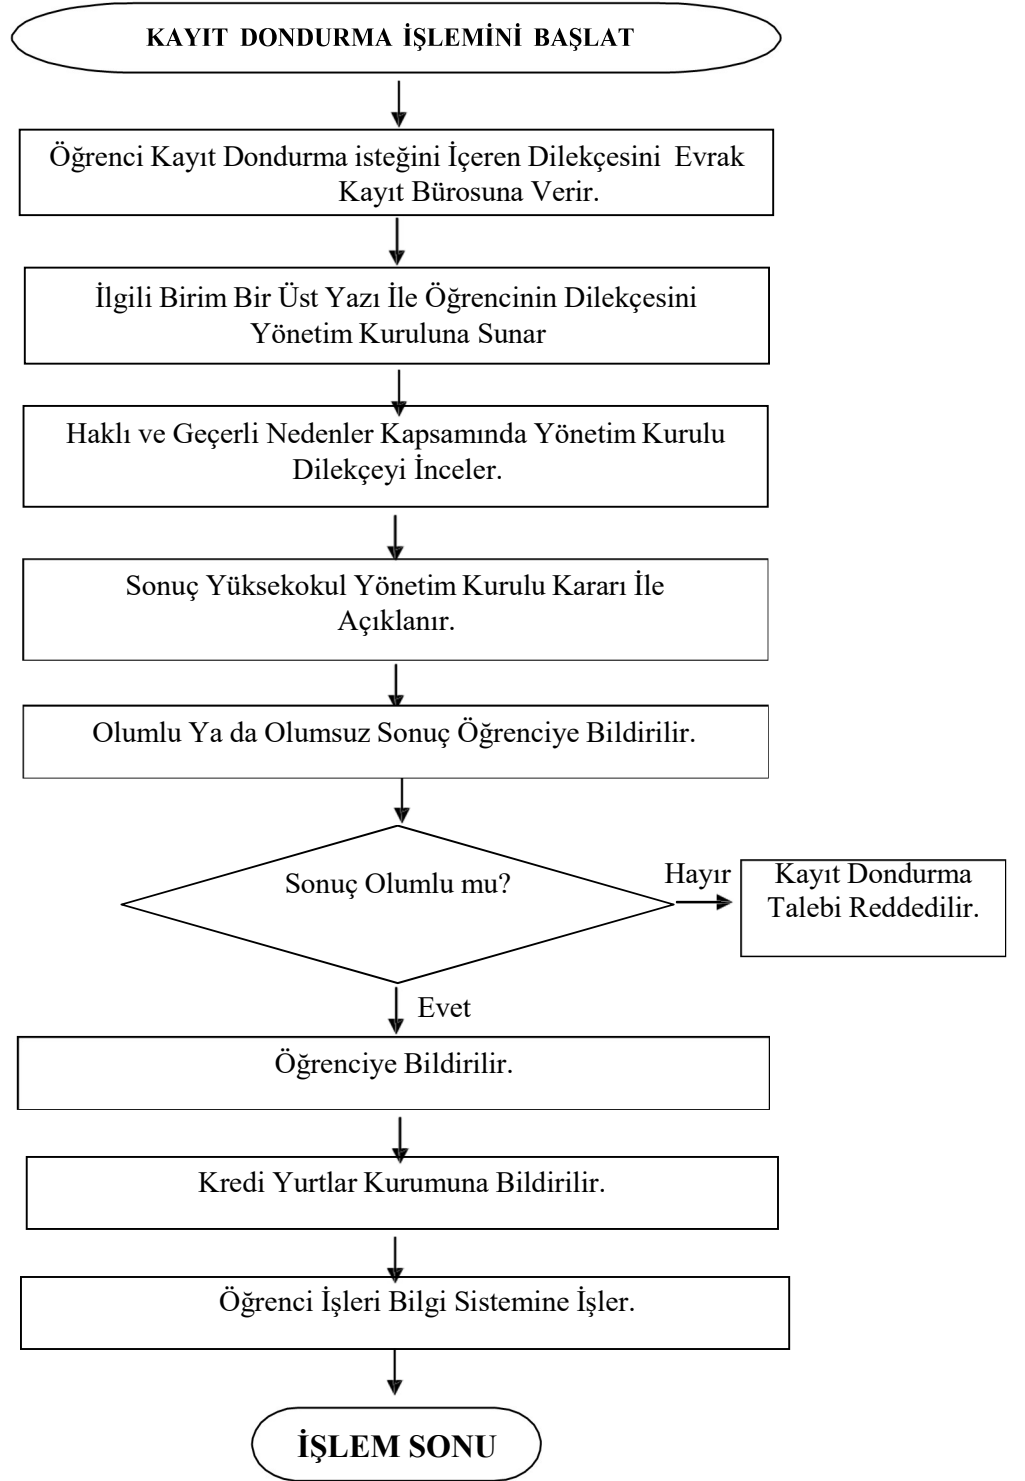 KAYIT DONDURMA İŞLEMİNİ BAŞLAT
Öğrenci Kayıt Dondurma isteğini İçeren Dilekçesini Evrak
Kayıt Bürosuna Verir.
İlgili Birim Bir Üst Yazı İle Öğrencinin Dilekçesini
Yönetim Kuruluna Sunar
Haklı ve Geçerli Nedenler Kapsamında Yönetim Kurulu
Dilekçeyi İnceler.
Sonuç Yüksekokul Yönetim Kurulu Kararı İle
Açıklanır.
Olumlu Ya da Olumsuz Sonuç Öğrenciye Bildirilir.
Sonuç Olumlu mu?
Hayır
Kayıt Dondurma
Talebi Reddedilir.
Evet
Öğrenciye Bildirilir.
Kredi Yurtlar Kurumuna Bildirilir.
Öğrenci İşleri Bilgi Sistemine İşler.
İŞLEM SONU